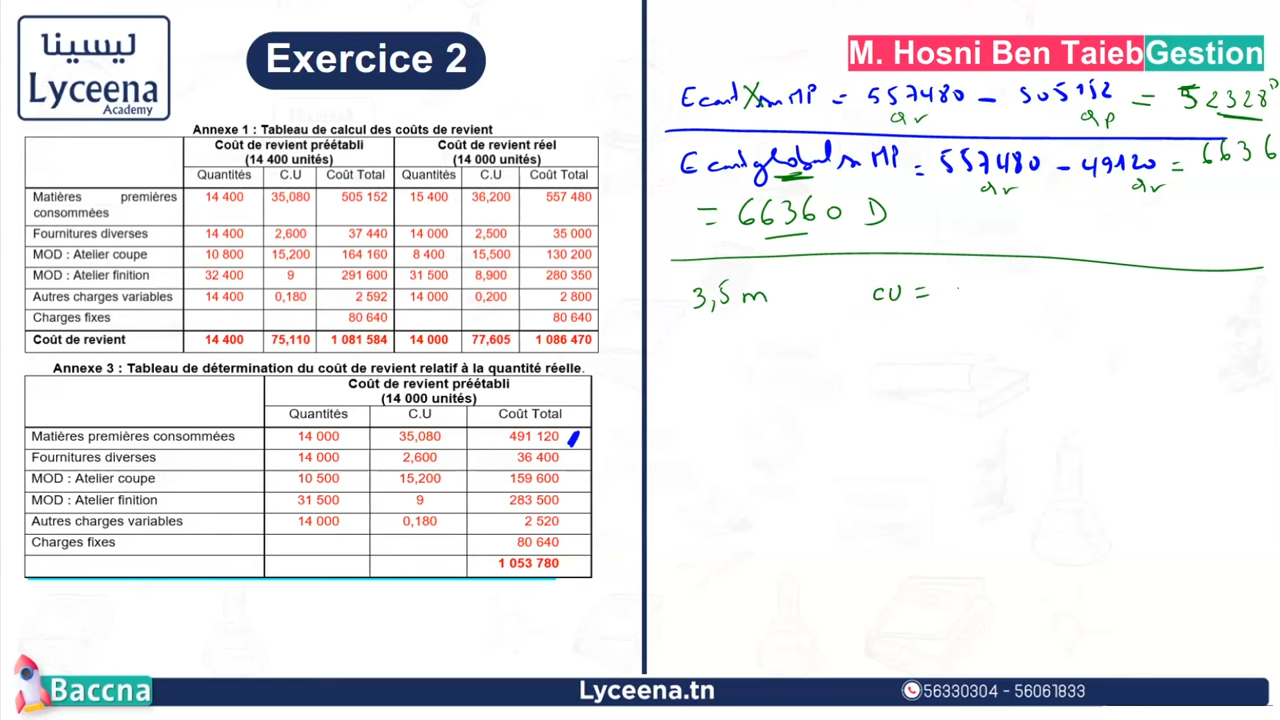 ليسينا
Lyceena
Academy
Exercice 2
M. Hosni Ben Taieb Gestion
Annexe 1 : Tableau de calcul des coûts de revient
Coût de revient préétabli (14 400 unités) Coût de revient réel (14 000 unités)
Quantités C.U Coût Total Quantités C.U Coût Total
Matières premières consommées 14 400 35,080 505 152 15 400 36,200 557 480
Fournitures diverses 14 400 2,600 37 440 14 000 2,500 35 000
MOD : Atelier coupe 10 800 15,200 164 160 8 400 15,500 130 200
MOD : Atelier finition 32 400 9 291 600 31 500 8,900 280 350
Autres charges variables 14 400 0,180 2 592 14 000 0,200 2 800
Charges fixes 80 640 80 640
Coût de revient 14 400 75,110 1 081 584 14 000 77,605 1 086 470
Annexe 3 : Tableau de détermination du coût de revient relatif à la quantité réelle.
Coût de revient préétabli
(14 000 unités)
Quantités C.U Coût Total
Matières premières consommées 14 000 35,080 491 120
Fournitures diverses 14 000 2,600 36 400
MOD : Atelier coupe 10 500 15,200 159 600
MOD : Atelier finition 31 500 9 283 500
Autres charges variables 14 000 0,180 2 520
Charges fixes 80 640
1 053 780
Ecart sur MP = 557480 - 505152 = 52328 D
qr qp
Ecart global sur MP = 557480 - 49120 = 6636
qr qr
= 66360 D
3,5 m CU =
Baccna
Lyceena.tn
56330304 - 56061833